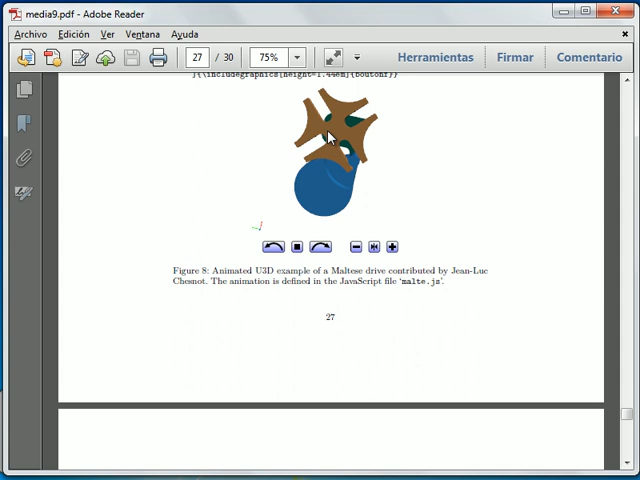 media9.pdf - Adobe Reader
Archivo Edición Ver Ventana Ayuda
27 / 30 75% Herramientas Firmar Comentario
]{\includegraphics[height=1.44em]{boutonf}}
Figure 8: Animated U3D example of a Maltese drive contributed by Jean-Luc
Chesnot. The animation is defined in the JavaScript file ‘malte.js’.
27